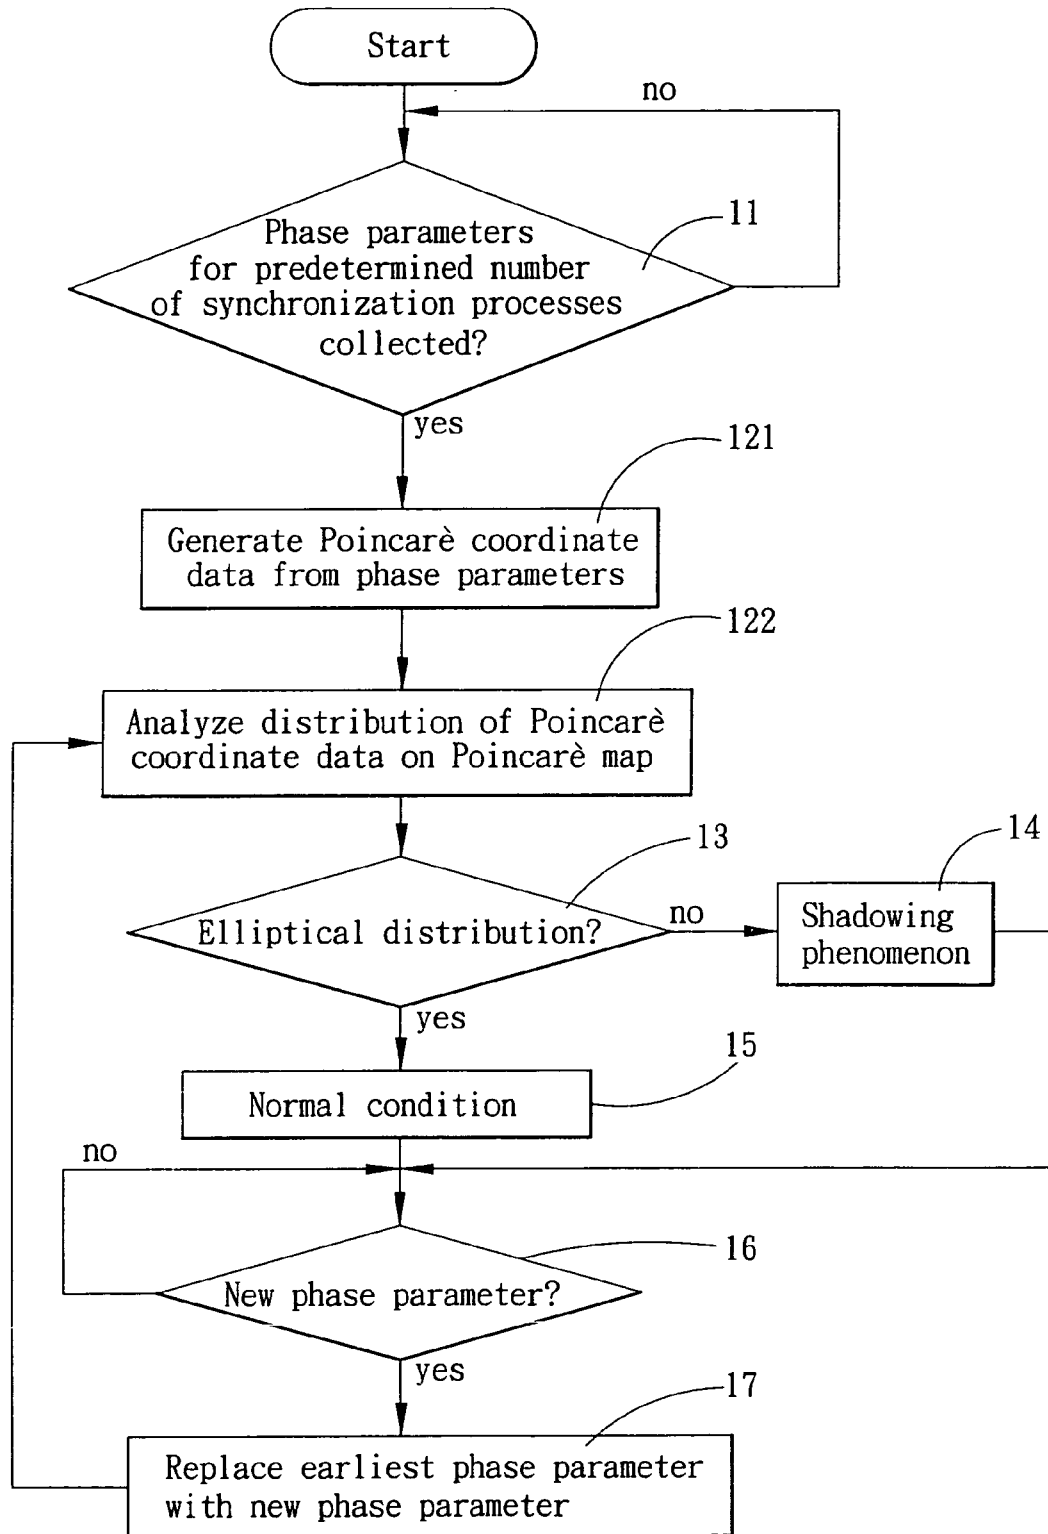 Start
no
11
Phase parameters
for predetermined number
of synchronization processes
collected?
yes
121
Generate Poincarè coordinate
data from phase parameters
122
Analyze distribution of Poincarè
coordinate data on Poincarè map
13
14
Elliptical distribution?
no
Shadowing
phenomenon
yes
15
Normal condition
no
16
New phase parameter?
yes
17
Replace earliest phase parameter
with new phase parameter